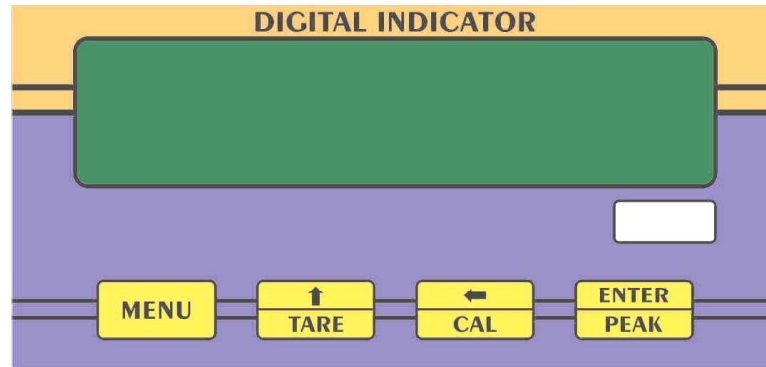 DIGITAL INDICATOR
MENU
TARE
CAL
ENTER
PEAK